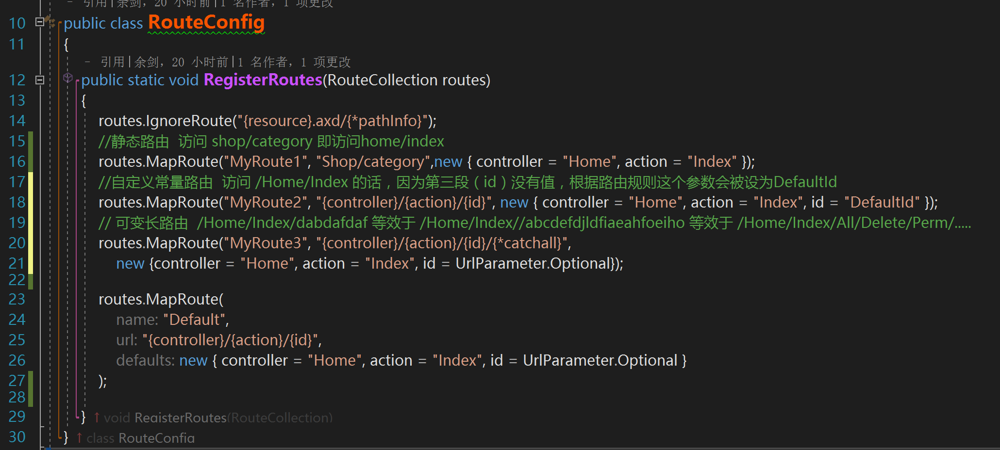 - 引用|余剑，20 小时前|1 名作者，1 项更改
10 public class RouteConfig
11 {
- 引用|余剑，20 小时前|1 名作者，1 项更改
12 public static void RegisterRoutes(RouteCollection routes)
13 {
14 routes.IgnoreRoute("{resource}.axd/{*pathInfo}");
15 //静态路由  访问 shop/category 即访问home/index
16 routes.MapRoute("MyRoute1", "Shop/category",new { controller = "Home", action = "Index" });
17 //自定义常量路由  访问 /Home/Index 的话，因为第三段（id）没有值，根据路由规则这个参数会被设为DefaultId
18 routes.MapRoute("MyRoute2", "{controller}/{action}/{id}", new { controller = "Home", action = "Index", id = "DefaultId" });
19 // 可变长路由  /Home/Index/dabdafdaf 等效于 /Home/Index//abcdefdjldfiaeahfoeiho 等效于 /Home/Index/All/Delete/Perm/.....
20 routes.MapRoute("MyRoute3", "{controller}/{action}/{id}/{*catchall}",
21 new {controller = "Home", action = "Index", id = UrlParameter.Optional});
22
23 routes.MapRoute(
24 name: "Default",
25 url: "{controller}/{action}/{id}",
26 defaults: new { controller = "Home", action = "Index", id = UrlParameter.Optional }
27 );
28
29 } ↑ void RegisterRoutes(RouteCollection)
30 } ↑ class RouteConfig